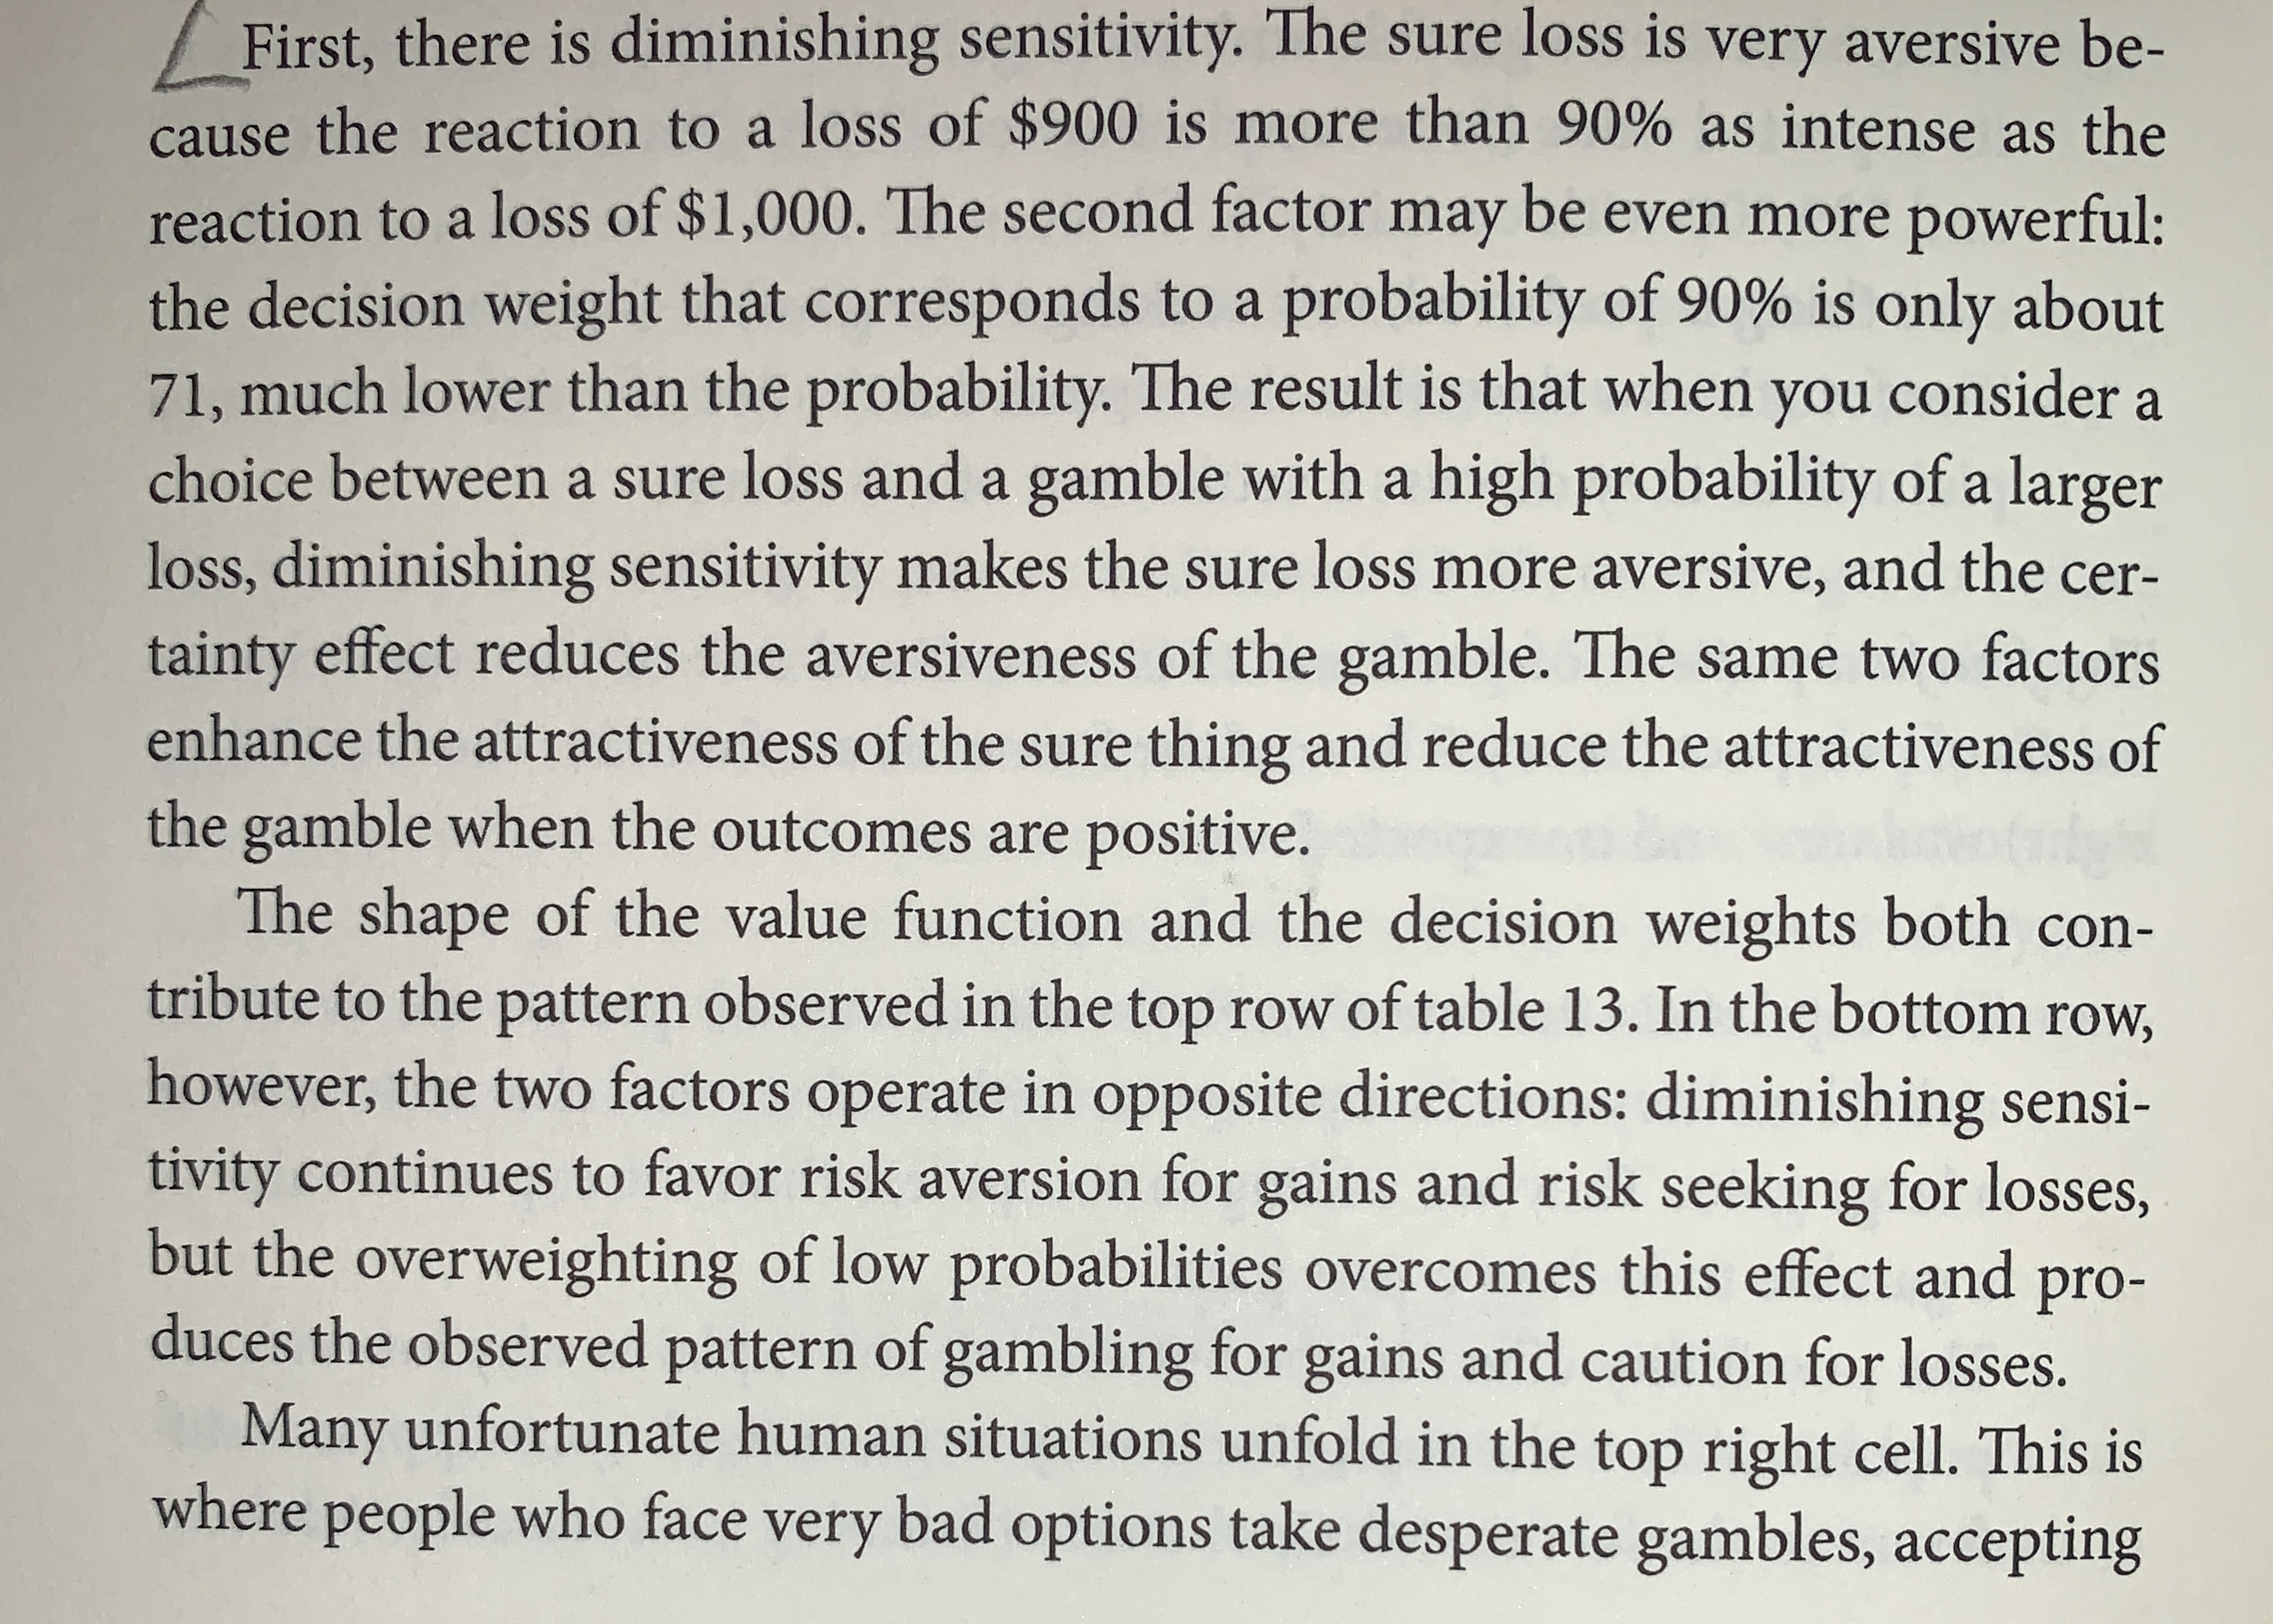 First, there is diminishing sensitivity. The sure loss is very aversive be-
cause the reaction to a loss of $900 is more than 90% as intense as the
reaction to a loss of $1,000. The second factor may be even more powerful:
the decision weight that corresponds to a probability of 90% is only about
71, much lower than the probability. The result is that when you consider a
choice between a sure loss and a gamble with a high probability of a larger
loss, diminishing sensitivity makes the sure loss more aversive, and the cer-
tainty effect reduces the aversiveness of the gamble. The same two factors
enhance the attractiveness of the sure thing and reduce the attractiveness of
the gamble when the outcomes are positive.
The shape of the value function and the decision weights both con-
tribute to the pattern observed in the top row of table 13. In the bottom row,
however, the two factors operate in opposite directions: diminishing sensi-
tivity continues to favor risk aversion for gains and risk seeking for losses,
but the overweighting of low probabilities overcomes this effect and pro-
duces the observed pattern of gambling for gains and caution for losses.
Many unfortunate human situations unfold in the top right cell. This is
where people who face very bad options take desperate gambles, accepting